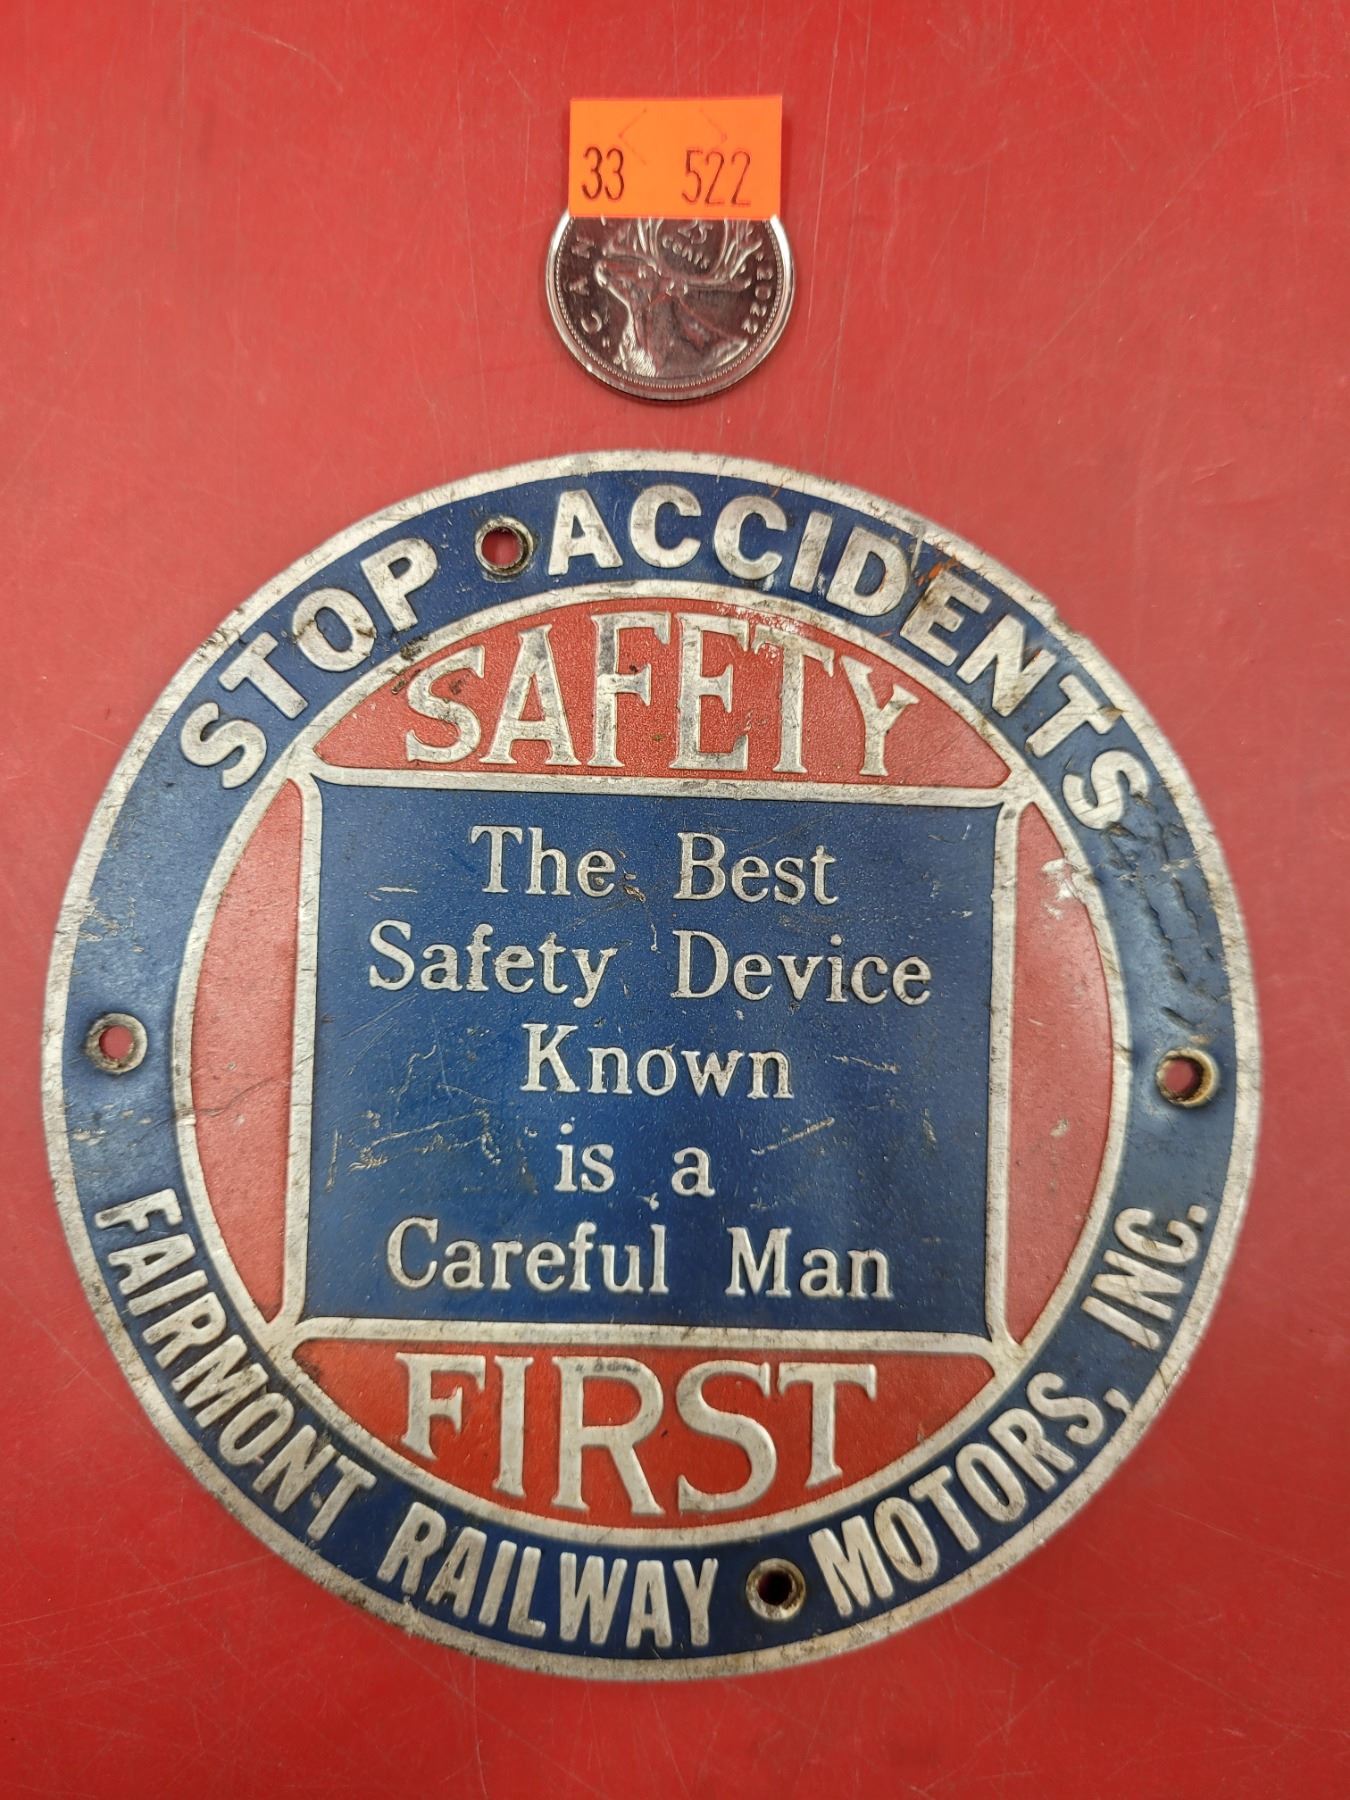 33 522
25
CENTS
CAN 2022
STOP ACCIDENTS
SAFETY
The Best
Safety Device
Known
is a
Careful Man
FIRST
FAIRMONT RAILWAY MOTORS, INC.